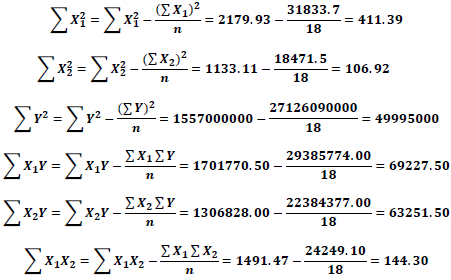 ∑X₁² = ∑X₁² − (∑X₁)²/n = 2179.93 − 31833.7/18 = 411.39
∑X₂² = ∑X₂² − (∑X₂)²/n = 1133.11 − 18471.5/18 = 106.92
∑Y² = ∑Y² − (∑Y)²/n = 1557000000 − 27126090000/18 = 49995000
∑X₁Y = ∑X₁Y − ∑X₁∑Y/n = 1701770.50 − 29385774.00/18 = 69227.50
∑X₂Y = ∑X₂Y − ∑X₂∑Y/n = 1306828.00 − 22384377.00/18 = 63251.50
∑X₁X₂ = ∑X₁X₂ − ∑X₁∑X₂/n = 1491.47 − 24249.10/18 = 144.30